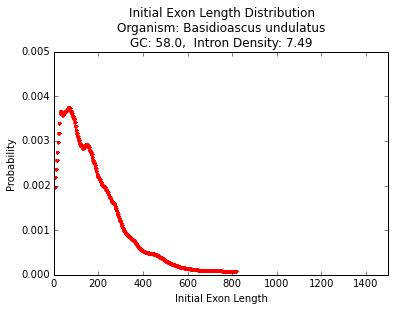 Initial Exon Length Distribution
Organism: Basidioascus undulatus
GC: 58.0,  Intron Density: 7.49
0.005
0.004
0.003
0.002
0.001
0.000
Probability
0 200 400 600 800 1000 1200 1400
Initial Exon Length